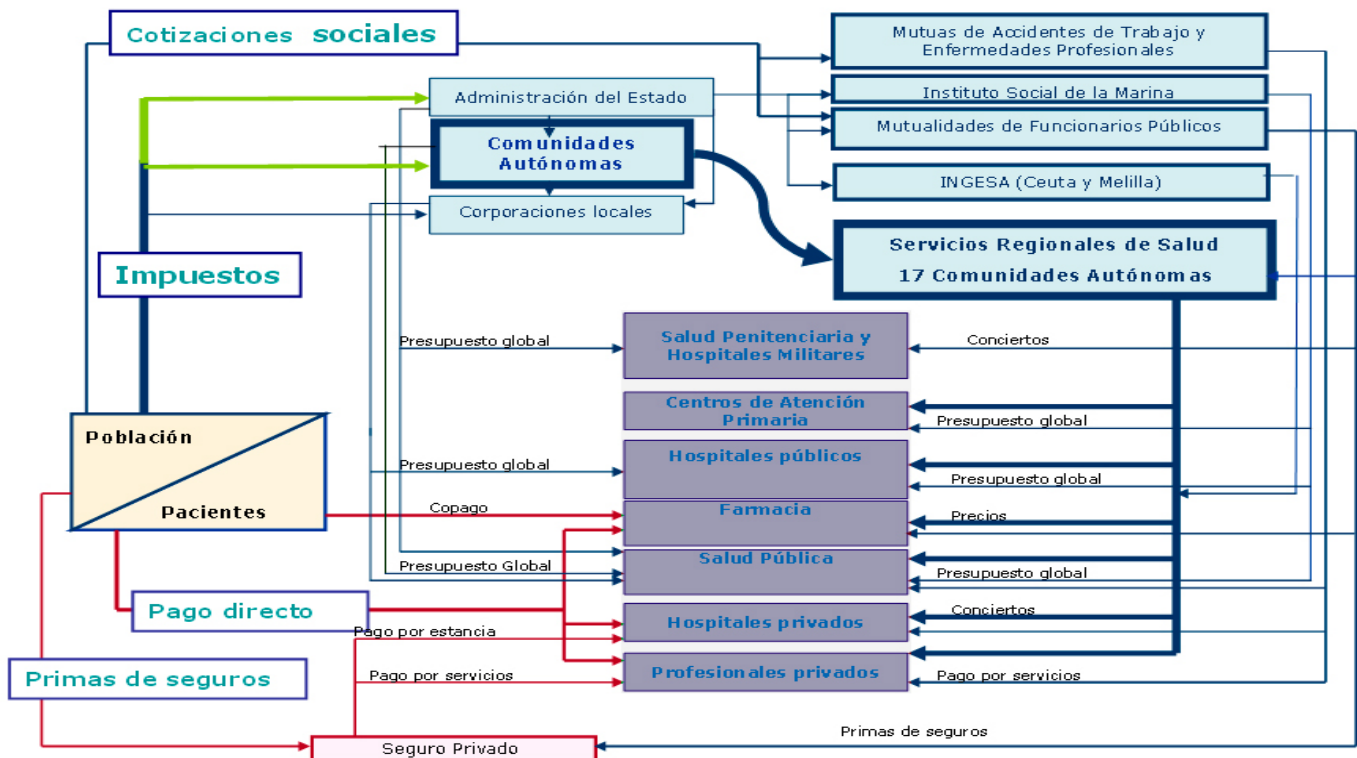 Cotizaciones sociales
Mutuas de Accidentes de Trabajo y
Enfermedades Profesionales
Administración del Estado
Instituto Social de la Marina
Mutualidades de Funcionarios Públicos
Comunidades
Autónomas
INGESA (Ceuta y Melilla)
Corporaciones locales
Servicios Regionales de Salud
17 Comunidades Autónomas
Impuestos
Presupuesto global
Salud Penitenciaria y
Hospitales Militares
Conciertos
Centros de Atención
Primaria
Presupuesto global
Población
Pacientes
Presupuesto global
Hospitales públicos
Presupuesto global
Copago
Farmacia
Precios
Presupuesto Global
Salud Pública
Presupuesto global
Pago directo
Conciertos
Hospitales privados
Pago por estancia
Primas de seguros
Pago por servicios
Profesionales privados
Pago por servicios
Primas de seguros
Seguro Privado